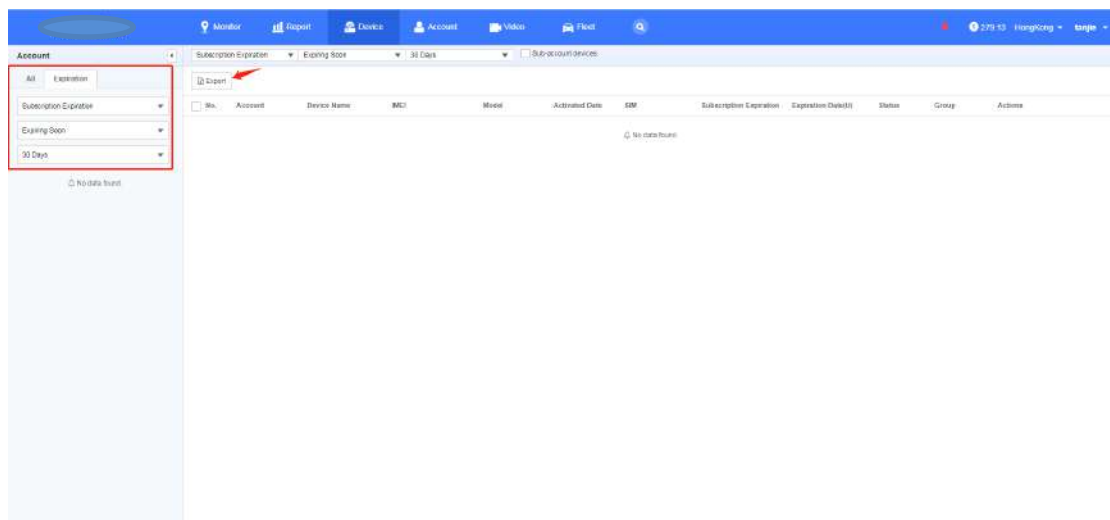 Monitor Report Device Account Video Fleet HongKong tanjie
Account
Subscription Expiration Expiring Soon 30 Days Sub-account devices
All Expiration
Export
Subscription Expiration
No. Account Device Name IMEI Model Activated Date SIM Subscription Expiration Expiration Date(U) Status Group Actions
Expiring Soon
No data found
30 Days
No data found